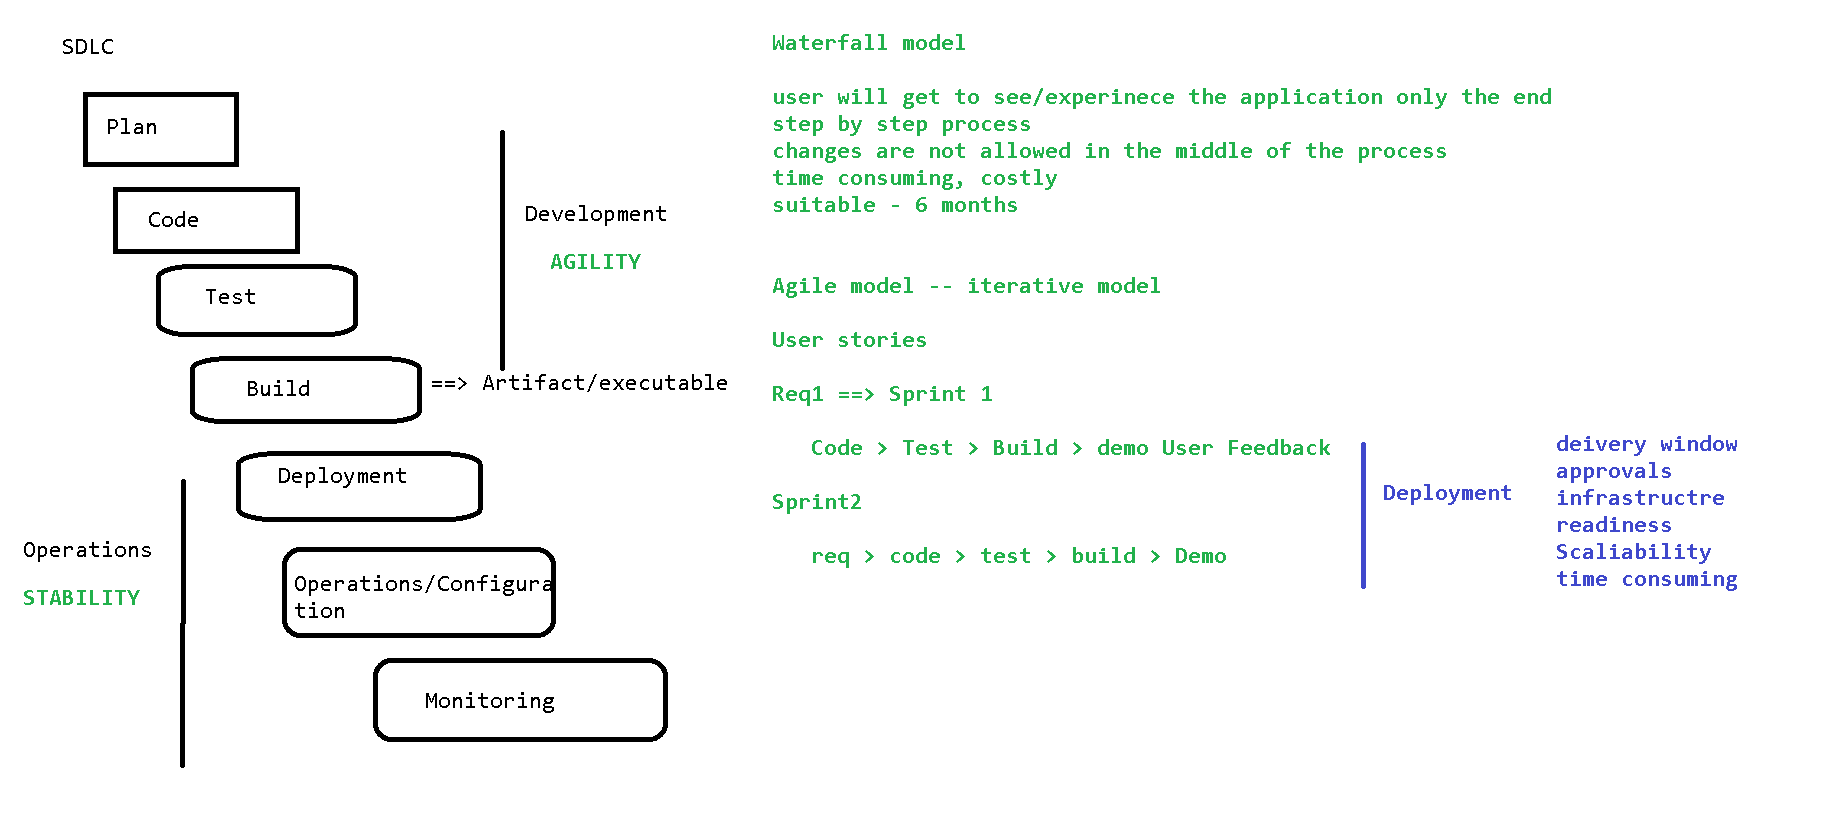 SDLC
Plan
Code
Test
Build
==> Artifact/executable
Development
AGILITY
Deployment
Operations/Configura
tion
Monitoring
Operations
STABILITY
Waterfall model
user will get to see/experinece the application only the end
step by step process
changes are not allowed in the middle of the process
time consuming, costly
suitable - 6 months
Agile model -- iterative model
User stories
Req1 ==> Sprint 1
Code > Test > Build > demo User Feedback
Sprint2
req > code > test > build > Demo
Deployment
deivery window
approvals
infrastructre
readiness
Scaliability
time consuming